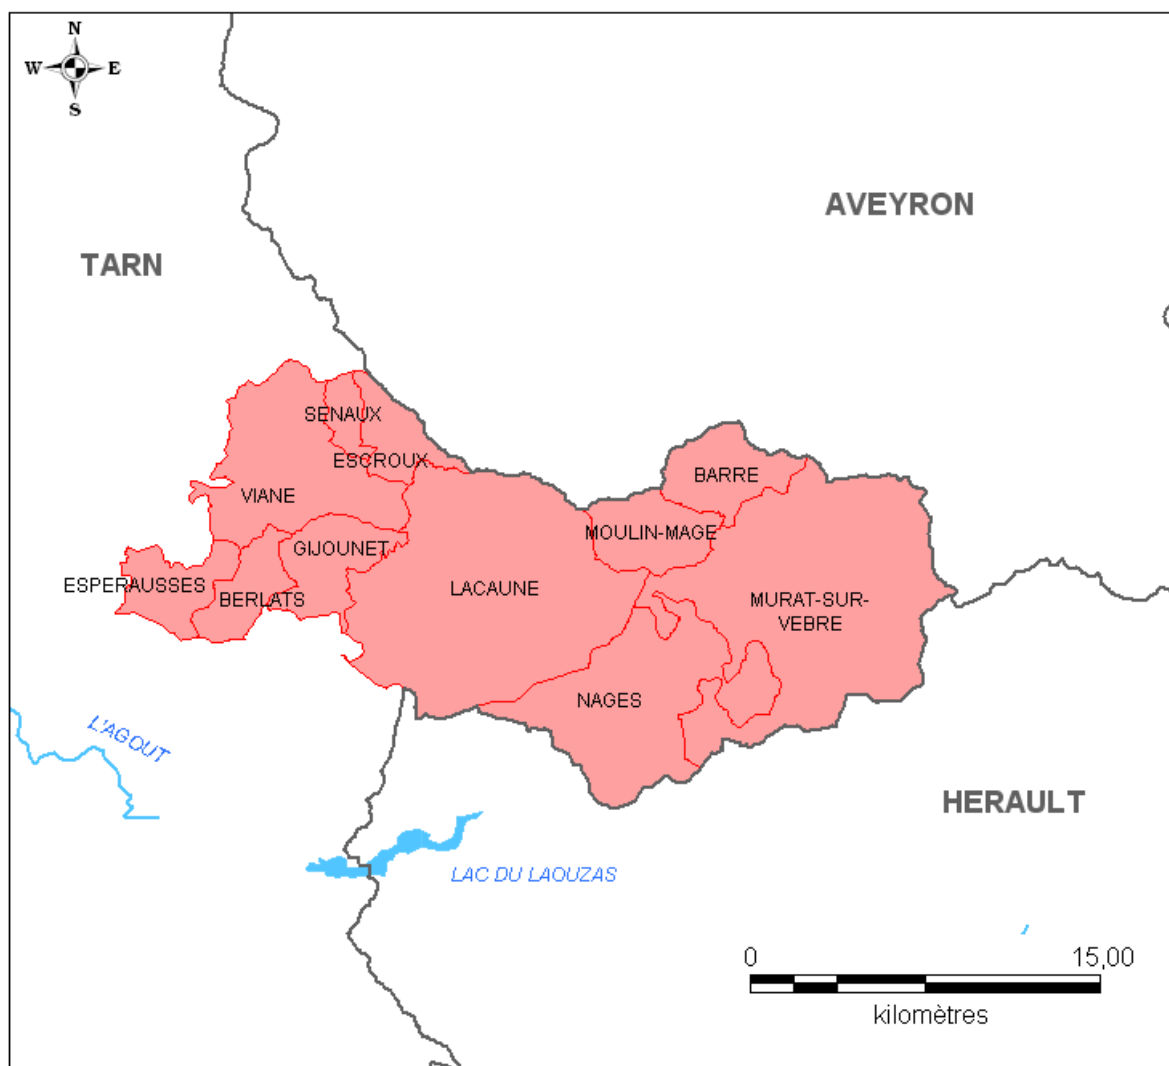 N
W E
S
AVEYRON
TARN
SENAUX
ESCROUX
BARRE
VIANE
MOULIN-MAGE
GIJOUNET
ESPERAUSSES
LACAUNE
BERLATS
MURAT-SUR-
VEBRE
NAGES
L'AGOUT
HERAULT
LAC DU LAOUZAS
0 15,00
kilomètres